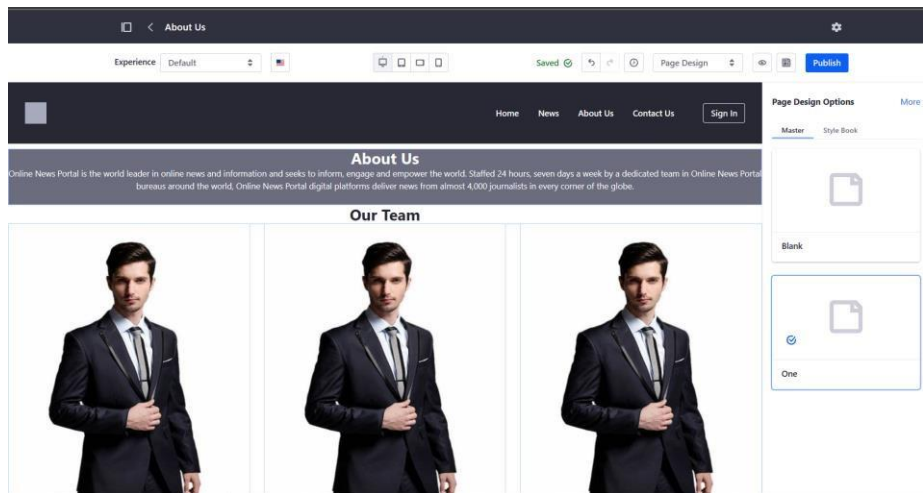 About Us
Experience Default Saved Page Design Publish
Home News About Us Contact Us Sign In
Page Design Options More
Master Style Book
About Us
Online News Portal is the world leader in online news and information and seeks to inform, engage and empower the world. Staffed 24 hours, seven days a week by a dedicated team in Online News Portal
bureaus around the world, Online News Portal digital platforms deliver news from almost 4,000 journalists in every corner of the globe.
Our Team
Blank
One